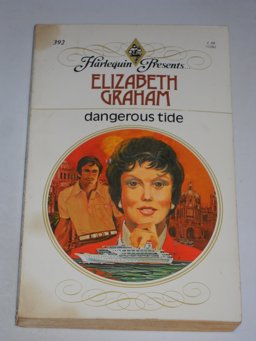 392
Harlequin Presents...
ELIZABETH
GRAHAM
dangerous tide